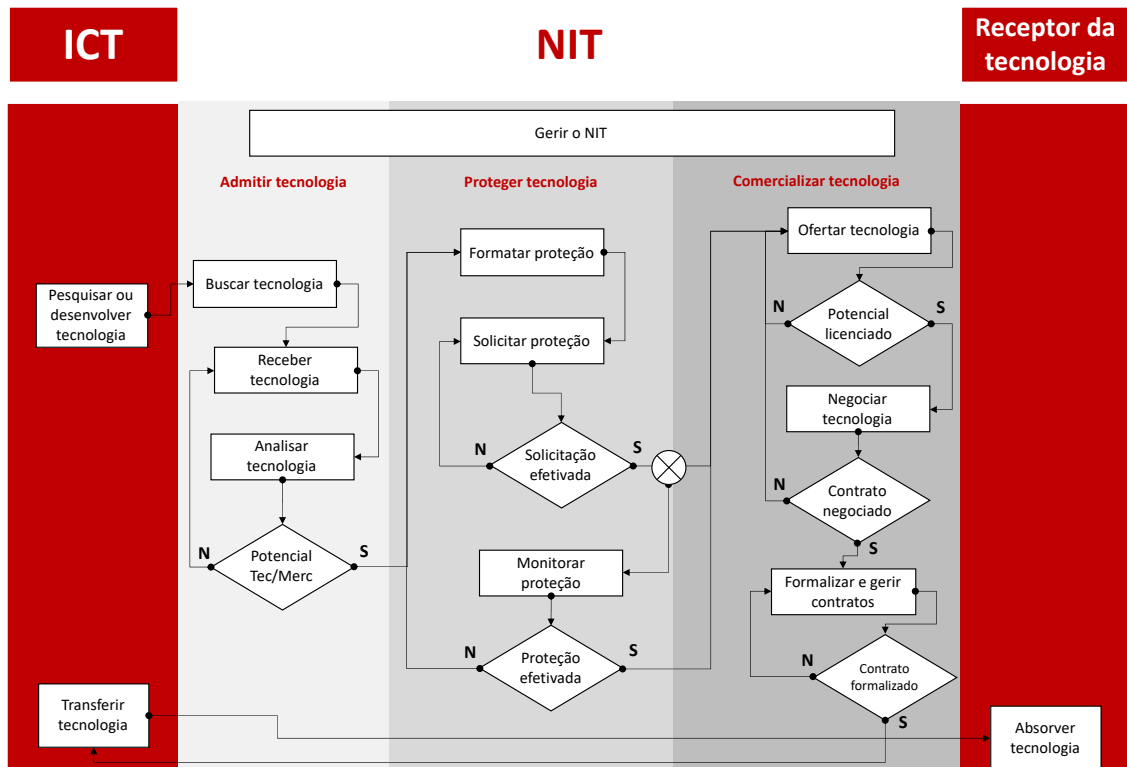 ICT
NIT
Receptor da
tecnologia
Gerir o NIT
Admitir tecnologia
Proteger tecnologia
Comercializar tecnologia
Pesquisar ou
desenvolver
tecnologia
Buscar tecnologia
Receber
tecnologia
Analisar
tecnologia
N
Potencial
Tec/Merc
S
Formatar proteção
Solicitar proteção
N
Solicitação
efetivada
S
Monitorar
proteção
N
Proteção
efetivada
S
Ofertar tecnologia
N
Potencial
licenciado
S
Negociar
tecnologia
N
Contrato
negociado
S
Formalizar e gerir
contratos
N
Contrato
formalizado
S
Transferir
tecnologia
Absorver
tecnologia